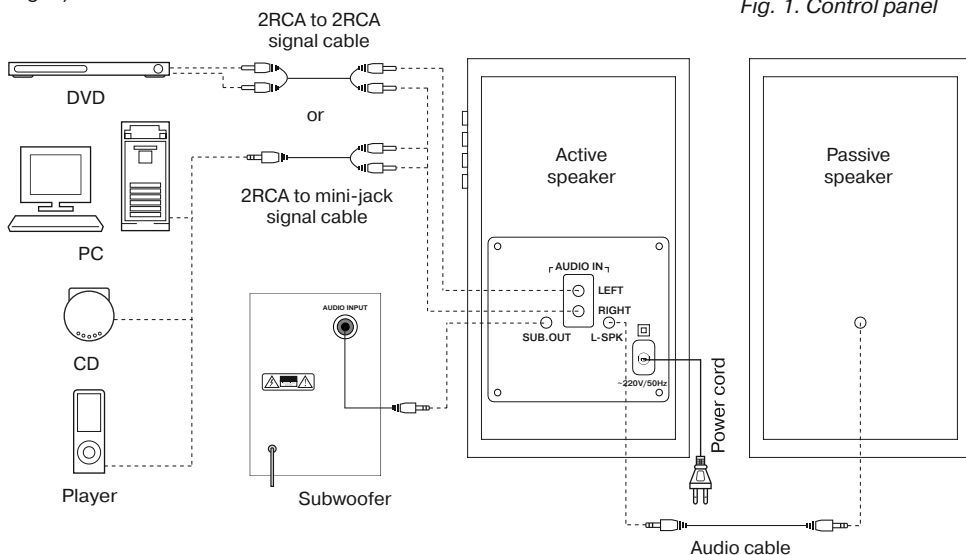 Fig. 1. Control panel
2RCA to 2RCA
signal cable
DVD
or
2RCA to mini-jack
signal cable
PC
CD
Player
AUDIO INPUT
Subwoofer
Active
speaker
AUDIO IN
LEFT
RIGHT
SUB.OUT
L-SPK
~220V/50Hz
Power cord
Passive
speaker
Audio cable